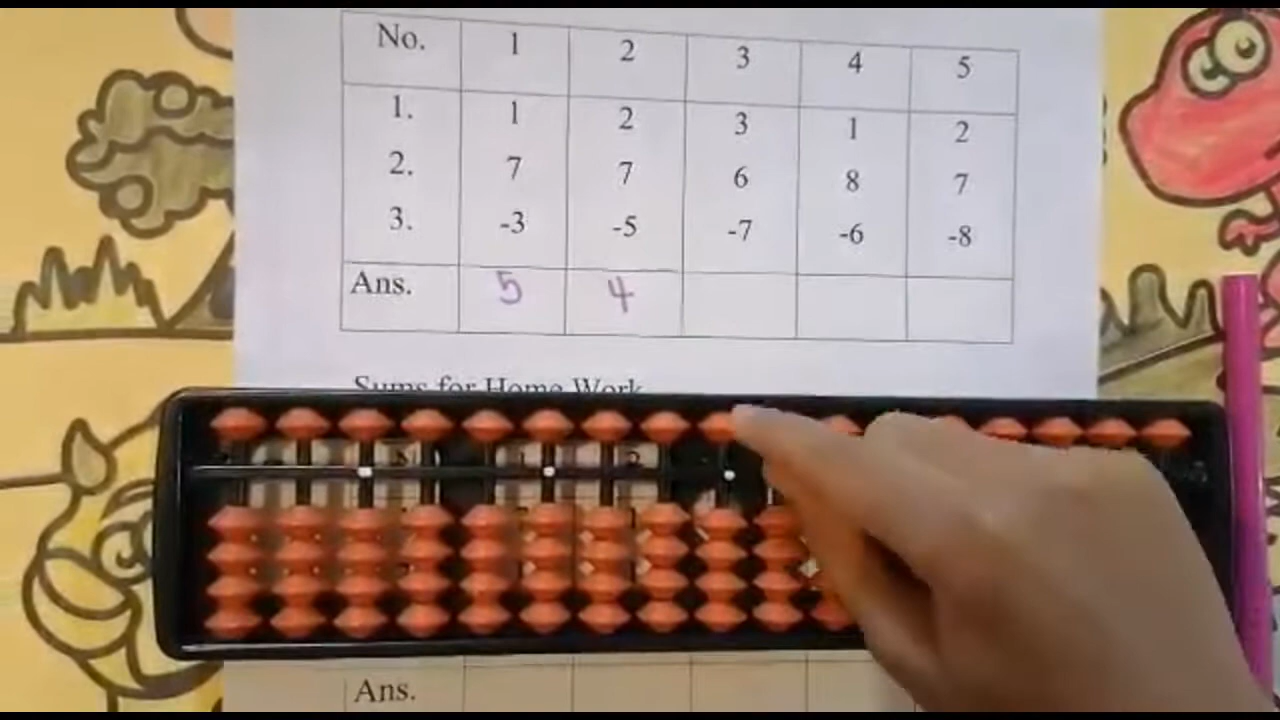 No. 1 2 3 4 5
1. 1 2 3 1 2
2. 7 7 6 8 7
3. -3 -5 -7 -6 -8
Ans. 5 4
Sums for Home Work
Ans.